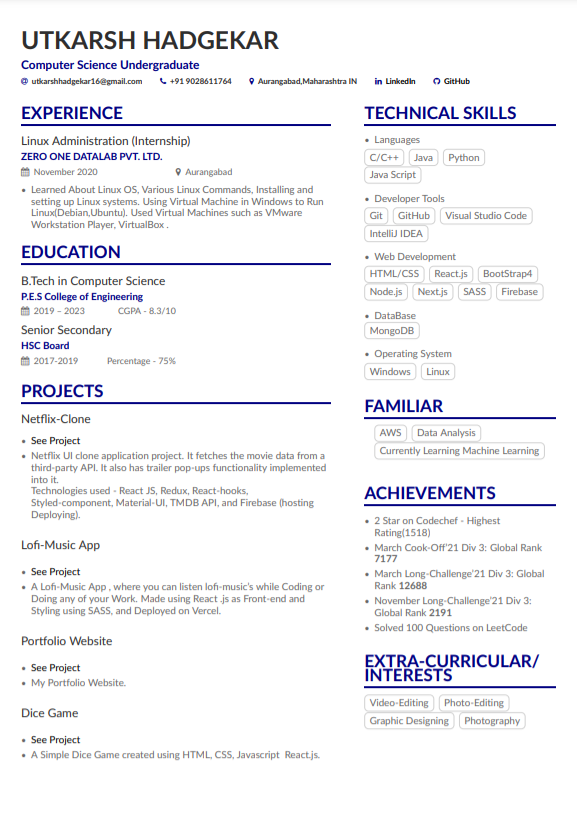 UTKARSH HADGEKAR
Computer Science Undergraduate
utkarshhadgekar16@gmail.com +91 9028611764 Aurangabad,Maharashtra IN LinkedIn GitHub
EXPERIENCE
Linux Administration (Internship)
ZERO ONE DATALAB PVT. LTD.
November 2020 Aurangabad
• Learned About Linux OS, Various Linux Commands, Installing and
setting up Linux systems. Using Virtual Machine in Windows to Run
Linux(Debian,Ubuntu). Used Virtual Machines such as VMware
Workstation Player, VirtualBox .
EDUCATION
B.Tech in Computer Science
P.E.S College of Engineering
2019 – 2023 CGPA - 8.3/10
Senior Secondary
HSC Board
2017-2019 Percentage - 75%
PROJECTS
Netflix-Clone
• See Project
• Netflix UI clone application project. It fetches the movie data from a
third-party API. It also has trailer pop-ups functionality implemented
into it.
Technologies used - React JS, Redux, React-hooks,
Styled-component, Material-UI, TMDB API, and Firebase (hosting
Deploying).
Lofi-Music App
• See Project
• A Lofi-Music App , where you can listen lofi-music's while Coding or
Doing any of your Work. Made using React .js as Front-end and
Styling using SASS, and Deployed on Vercel.
Portfolio Website
• See Project
• My Portfolio Website.
Dice Game
• See Project
• A Simple Dice Game created using HTML, CSS, Javascript React.js.
TECHNICAL SKILLS
• Languages
C/C++ Java Python
Java Script
• Developer Tools
Git GitHub Visual Studio Code
IntelliJ IDEA
• Web Development
HTML/CSS React.js BootStrap4
Node.js Next.js SASS Firebase
• DataBase
MongoDB
• Operating System
Windows Linux
FAMILIAR
AWS Data Analysis
Currently Learning Machine Learning
ACHIEVEMENTS
• 2 Star on Codechef - Highest
Rating(1518)
• March Cook-Off'21 Div 3: Global Rank
7177
• March Long-Challenge'21 Div 3: Global
Rank 12688
• November Long-Challenge'21 Div 3:
Global Rank 2191
• Solved 100 Questions on LeetCode
EXTRA-CURRICULAR/
INTERESTS
Video-Editing Photo-Editing
Graphic Designing Photography